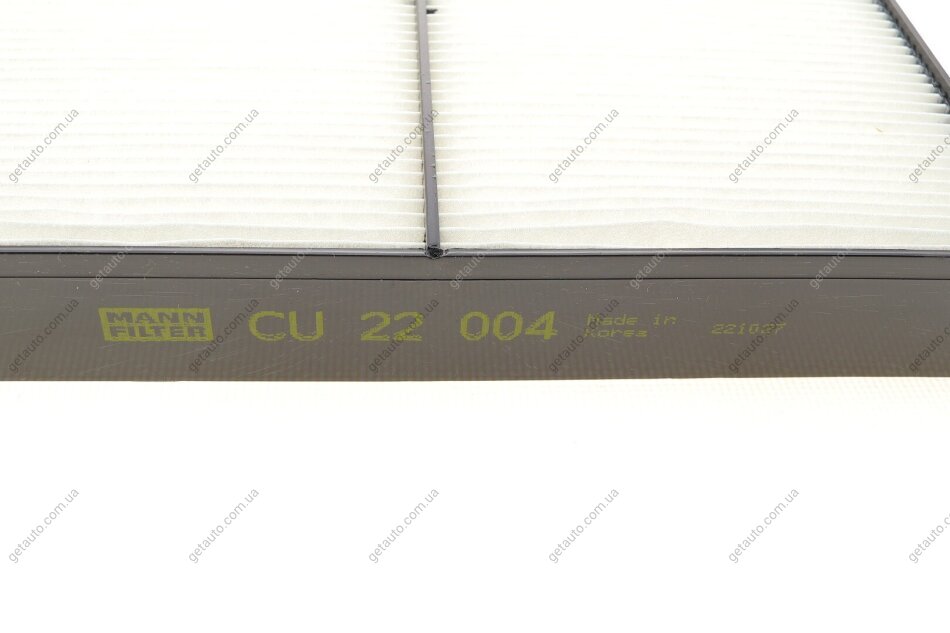 MANN
FILTER
CU 22 004
Made in
Korea
221027
getauto.com.ua